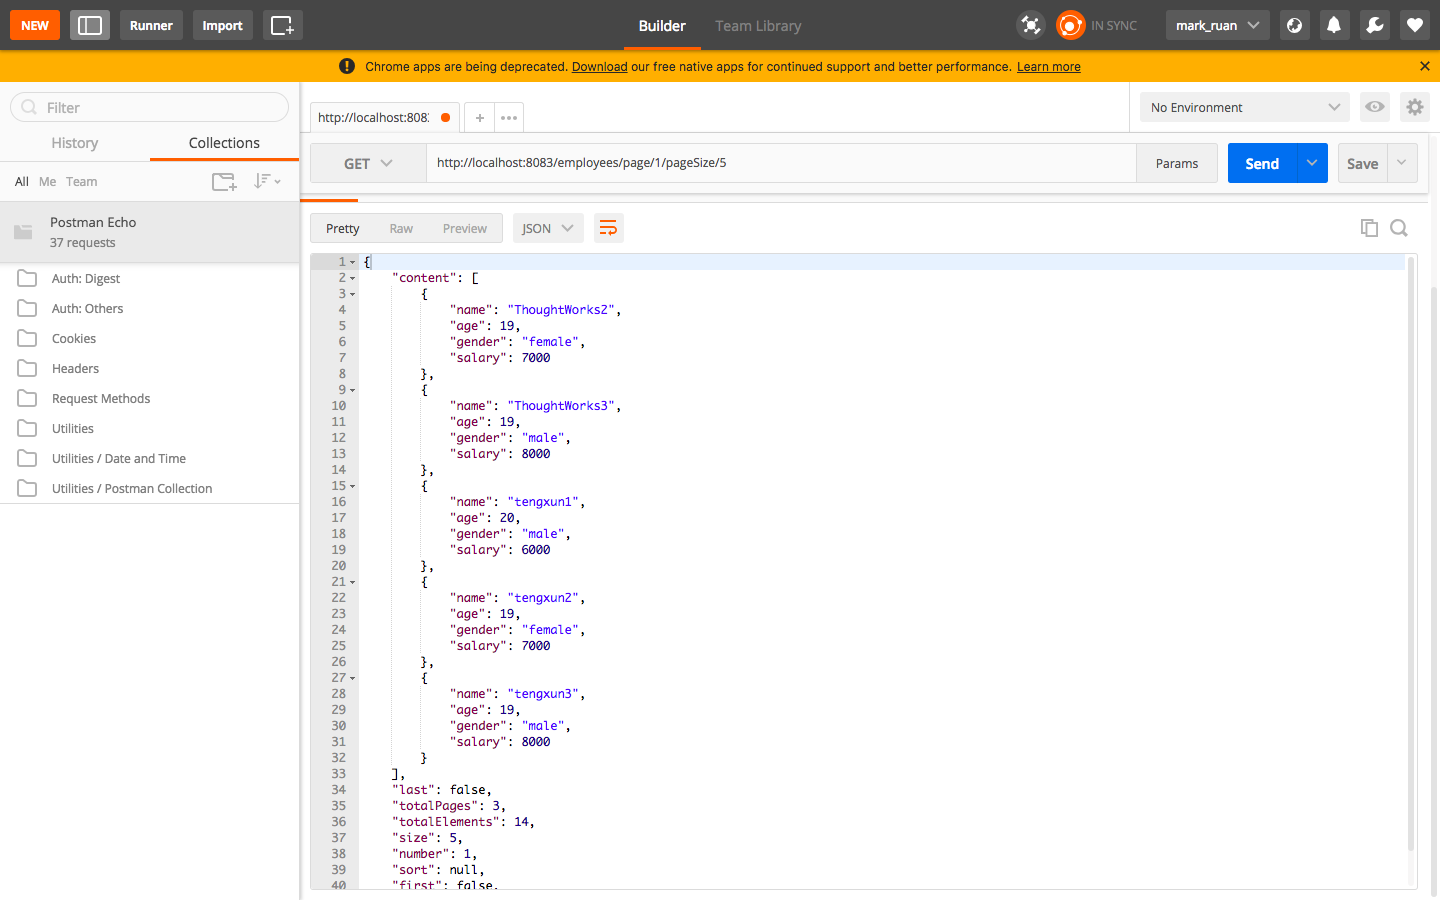 NEW Runner Import Builder Team Library IN SYNC mark_ruan
Chrome apps are being deprecated. Download our free native apps for continued support and better performance. Learn more
Filter
History Collections
All Me Team
Postman Echo
37 requests
Auth: Digest
Auth: Others
Cookies
Headers
Request Methods
Utilities
Utilities / Date and Time
Utilities / Postman Collection
http://localhost:8083 + ••• No Environment
GET http://localhost:8083/employees/page/1/pageSize/5 Params Send Save
Pretty Raw Preview JSON
1 {
2 "content": [
3 {
4 "name": "ThoughtWorks2",
5 "age": 19,
6 "gender": "female",
7 "salary": 7000
8 },
9 {
10 "name": "ThoughtWorks3",
11 "age": 19,
12 "gender": "male",
13 "salary": 8000
14 },
15 {
16 "name": "tengxun1",
17 "age": 20,
18 "gender": "male",
19 "salary": 6000
20 },
21 {
22 "name": "tengxun2",
23 "age": 19,
24 "gender": "female",
25 "salary": 7000
26 },
27 {
28 "name": "tengxun3",
29 "age": 19,
30 "gender": "male",
31 "salary": 8000
32 }
33 ],
34 "last": false,
35 "totalPages": 3,
36 "totalElements": 14,
37 "size": 5,
38 "number": 1,
39 "sort": null,
40 "first": false,